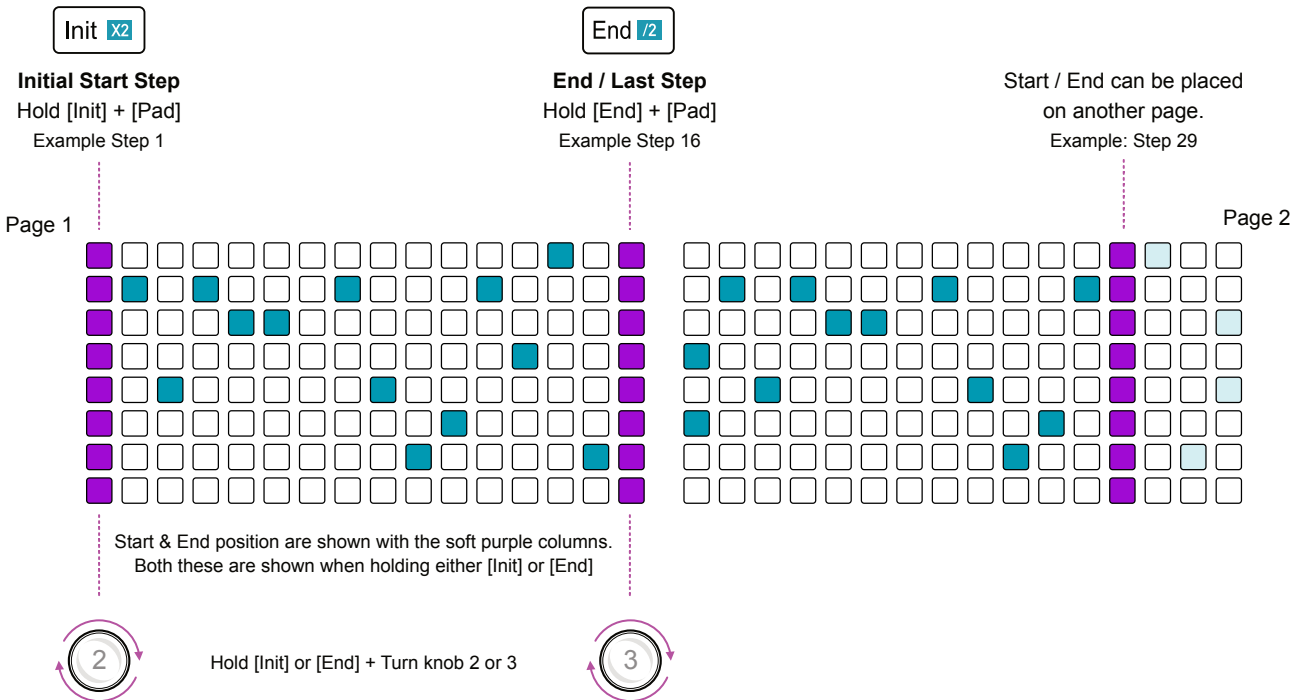 Init X2
End /2
Initial Start Step
Hold [Init] + [Pad]
Example Step 1
End / Last Step
Hold [End] + [Pad]
Example Step 16
Start / End can be placed
on another page.
Example: Step 29
Page 1
Page 2
Start & End position are shown with the soft purple columns.
Both these are shown when holding either [Init] or [End]
2
Hold [Init] or [End] + Turn knob 2 or 3
3